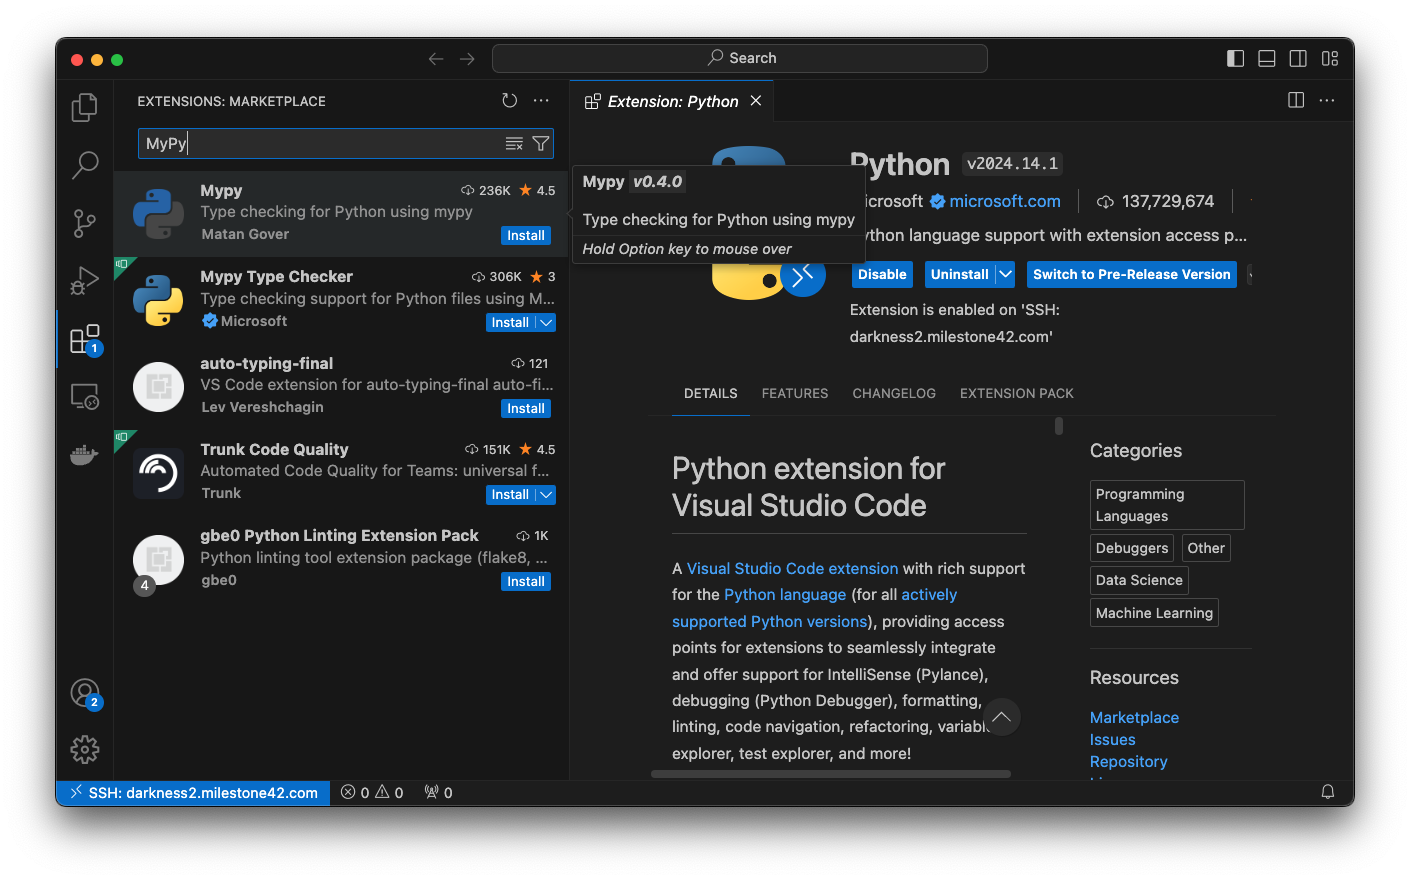 Search
EXTENSIONS: MARKETPLACE
MyPy
Mypy
236K 4.5
Type checking for Python using mypy
Matan Gover
Install
Mypy Type Checker
306K 3
Type checking support for Python files using M...
Microsoft
Install
auto-typing-final
121
VS Code extension for auto-typing-final auto-fi...
Lev Vereshchagin
Install
Trunk Code Quality
151K 4.5
Automated Code Quality for Teams: universal f...
Trunk
Install
gbe0 Python Linting Extension Pack
1K
Python linting tool extension package (flake8, ...
4
gbe0
Install
1
2
Extension: Python
Mypy v0.4.0
Type checking for Python using mypy
Hold Option key to mouse over
Python v2024.14.1
icrosoft microsoft.com 137,729,674
ython language support with extension access p...
Disable Uninstall Switch to Pre-Release Version
Extension is enabled on 'SSH:
darkness2.milestone42.com'
DETAILS FEATURES CHANGELOG EXTENSION PACK
Python extension for
Visual Studio Code
A Visual Studio Code extension with rich support
for the Python language (for all actively
supported Python versions), providing access
points for extensions to seamlessly integrate
and offer support for IntelliSense (Pylance),
debugging (Python Debugger), formatting,
linting, code navigation, refactoring, variabl
explorer, test explorer, and more!
Categories
Programming
Languages
Debuggers Other
Data Science
Machine Learning
Resources
Marketplace
Issues
Repository
SSH: darkness2.milestone42.com 0 0 0